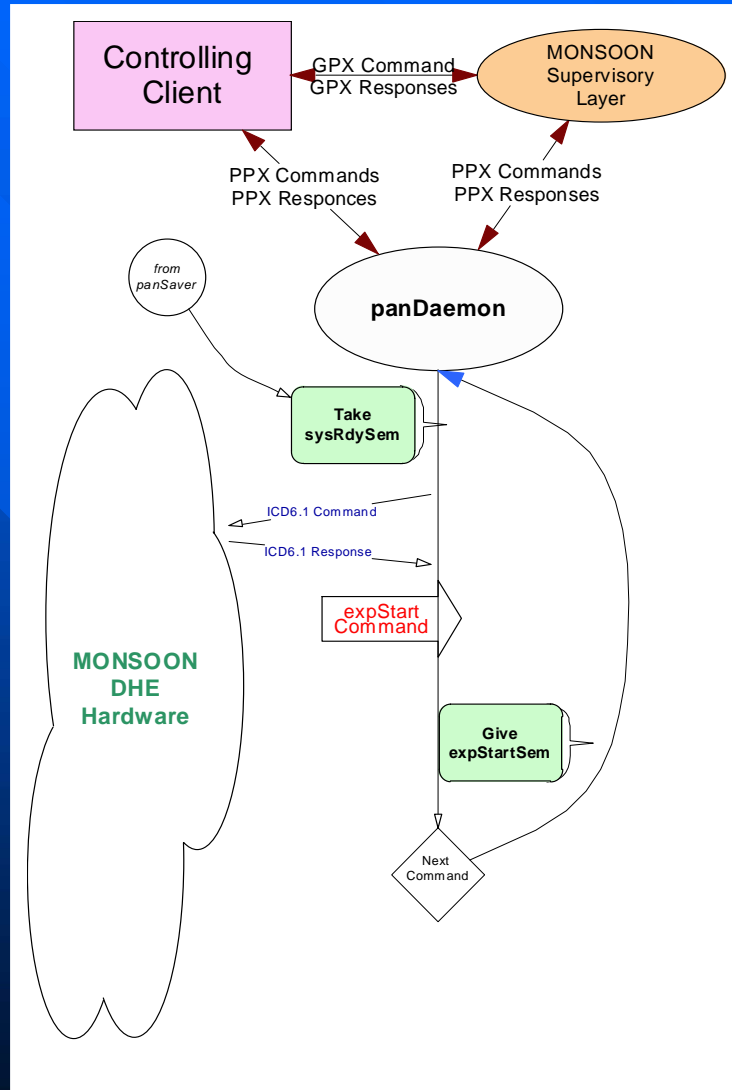 Controlling
Client
GPX Command
GPX Responses
MONSOON
Supervisory
Layer
PPX Commands
PPX Responces
PPX Commands
PPX Responses
from
panSaver
panDaemon
Take
sysRdySem
ICD6.1 Command
ICD6.1 Response
expStart
Command
MONSOON
DHE
Hardware
Give
expStartSem
Next
Command